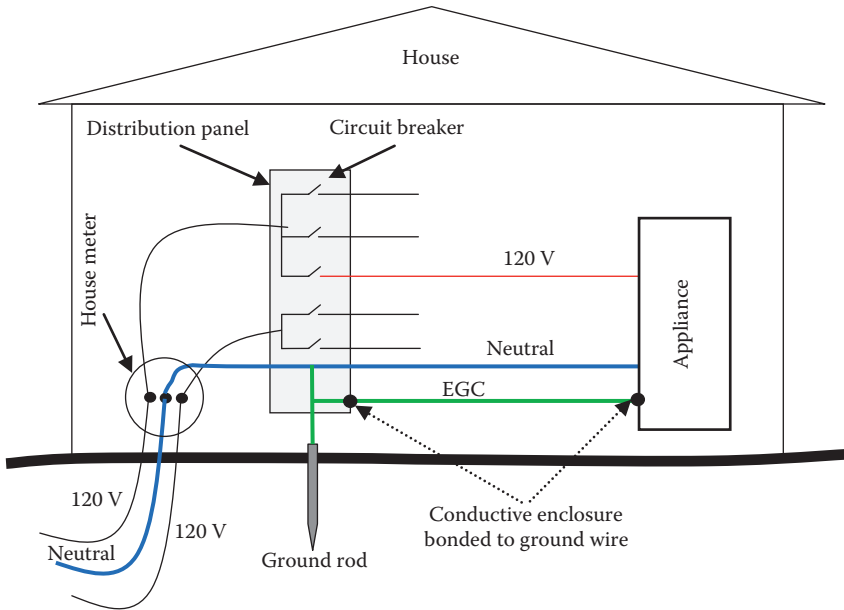 House
Distribution panel
Circuit breaker
House meter
120 V
Appliance
Neutral
EGC
120 V
120 V
Neutral
Ground rod
Conductive enclosure
bonded to ground wire